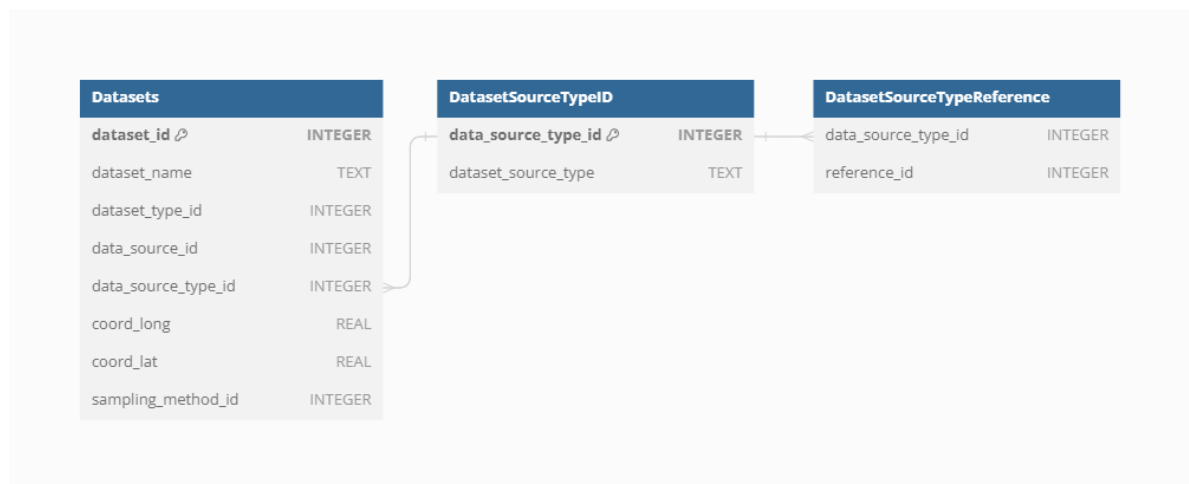 Datasets
dataset_id INTEGER
dataset_name TEXT
dataset_type_id INTEGER
data_source_id INTEGER
data_source_type_id INTEGER
coord_long REAL
coord_lat REAL
sampling_method_id INTEGER
DatasetSourceTypeID
data_source_type_id INTEGER
dataset_source_type TEXT
DatasetSourceTypeReference
data_source_type_id INTEGER
reference_id INTEGER